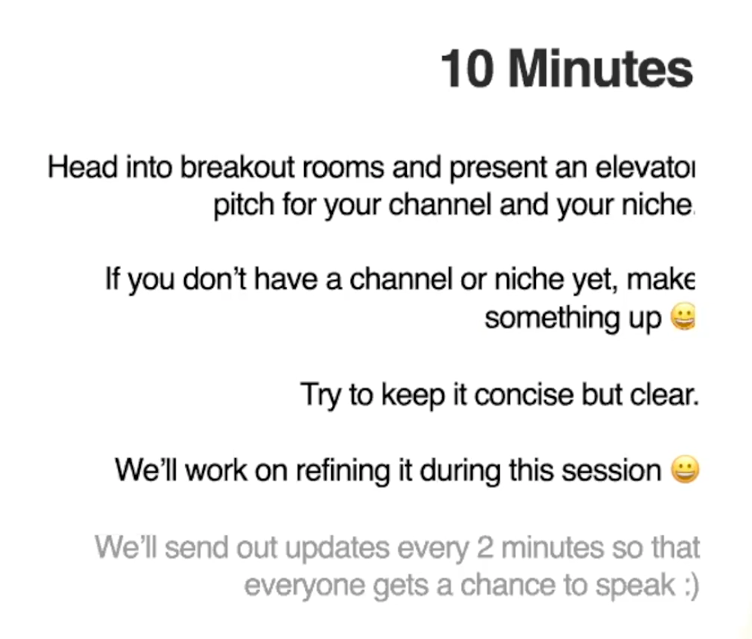 10 Minutes
Head into breakout rooms and present an elevator
pitch for your channel and your niche.
If you don't have a channel or niche yet, make
something up 😀
Try to keep it concise but clear.
We'll work on refining it during this session 😀
We'll send out updates every 2 minutes so that
everyone gets a chance to speak :)